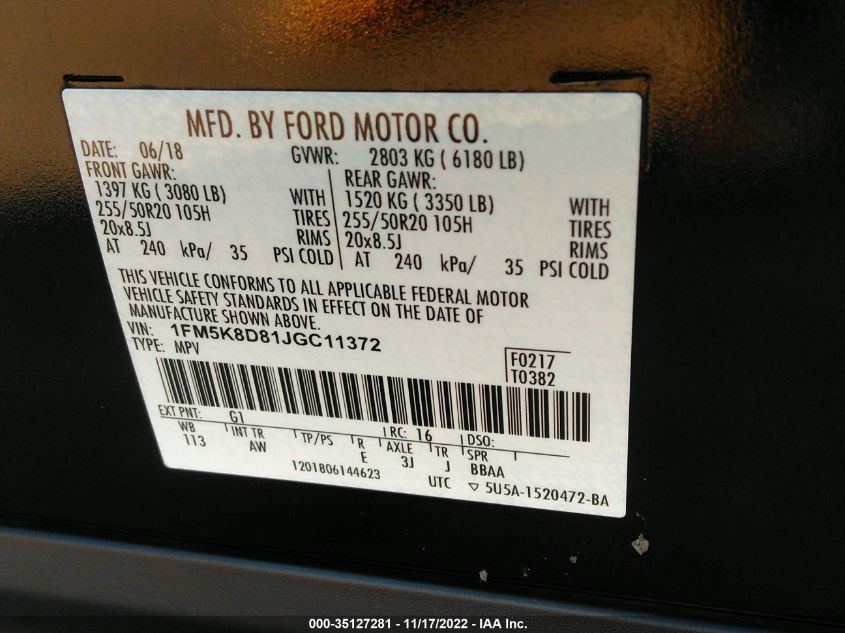 MFD. BY FORD MOTOR CO.
DATE: 06/18 GVWR: 2803 KG ( 6180 LB)
FRONT GAWR: REAR GAWR:
1397 KG ( 3080 LB) WITH 1520 KG ( 3350 LB) WITH
255/50R20 105H TIRES 255/50R20 105H TIRES
20x8.5J RIMS 20x8.5J RIMS
AT 240 kPa/ 35 PSI COLD AT 240 kPa/ 35 PSI COLD
THIS VEHICLE CONFORMS TO ALL APPLICABLE FEDERAL MOTOR
VEHICLE SAFETY STANDARDS IN EFFECT ON THE DATE OF
MANUFACTURE SHOWN ABOVE.
VIN: 1FM5K8D81JGC11372
TYPE: MPV
F0217
T0382
EXT PNT: G1 RC: 16 DSO:
WB INT TR TP/PS R AXLE TR SPR
113 AW E 3J J BBAA
1201806144623 UTC ▽ 5U5A-1520472-BA
000-35127281 - 11/17/2022 - IAA Inc.